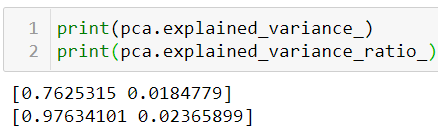 1 print(pca.explained_variance_)
2 print(pca.explained_variance_ratio_)
[0.7625315 0.0184779]
[0.97634101 0.02365899]